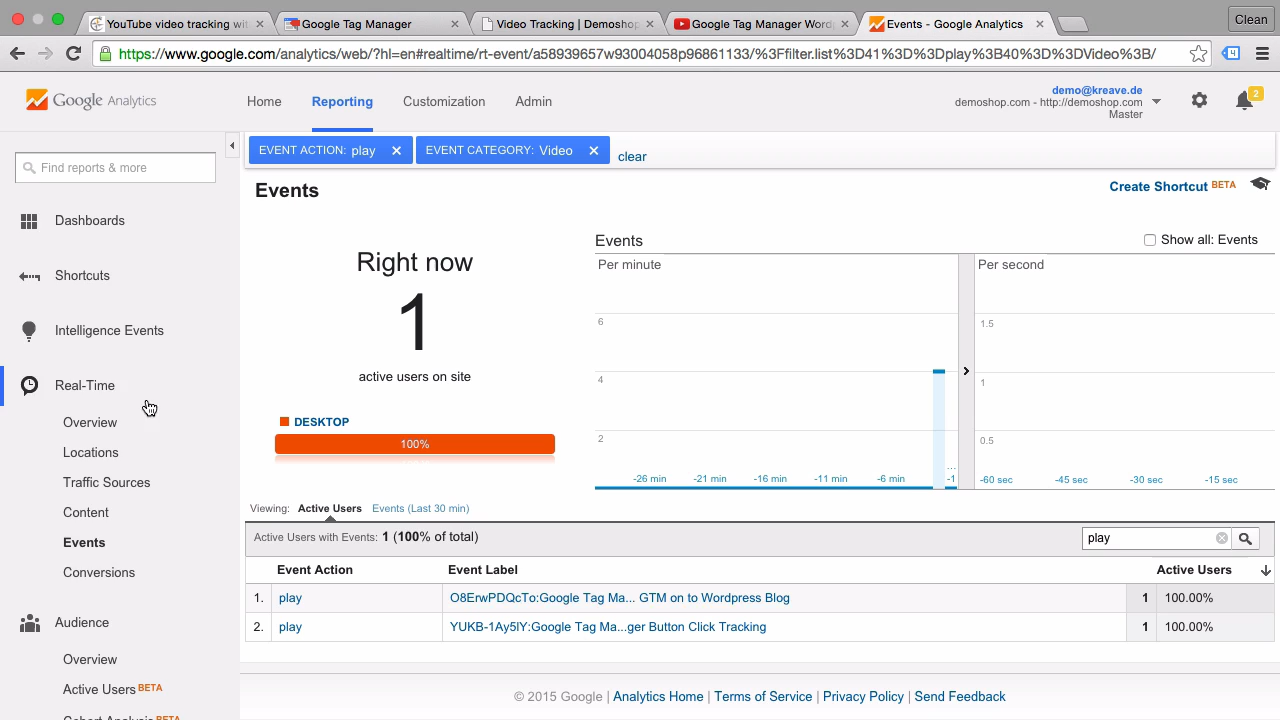 YouTube video tracking wit
Google Tag Manager
Video Tracking | Demoshop
Google Tag Manager Word
Events - Google Analytics
Clean
https://www.google.com/analytics/web/?hl=en#realtime/rt-event/a58939657w93004058p96861133/%3Ffilter.list%3D41%3D%3Dplay%3B40%3D%3DVideo%3B/
4
Google Analytics
Home
Reporting
Customization
Admin
demo@kreave.de
demoshop.com - http://demoshop.com
Master
2
Find reports & more
Dashboards
Shortcuts
Intelligence Events
Real-Time
Overview
Locations
Traffic Sources
Content
Events
Conversions
Audience
Overview
Active Users BETA
Cohort Analysis BETA
EVENT ACTION: play
EVENT CATEGORY: Video
clear
Events
Create Shortcut BETA
Right now
1
active users on site
DESKTOP
100%
Events
Show all: Events
Per minute
6
4
2
-26 min
-21 min
-16 min
-11 min
-6 min
...
-1
Per second
1.5
1
0.5
-60 sec
-45 sec
-30 sec
-15 sec
Viewing: Active Users Events (Last 30 min)
Active Users with Events: 1 (100% of total)
play
Event Action Event Label Active Users
1. play O8ErwPDQcTo:Google Tag Ma... GTM on to Wordpress Blog 1 100.00%
2. play YUKB-1Ay5lY:Google Tag Ma...ger Button Click Tracking 1 100.00%
© 2015 Google | Analytics Home | Terms of Service | Privacy Policy | Send Feedback